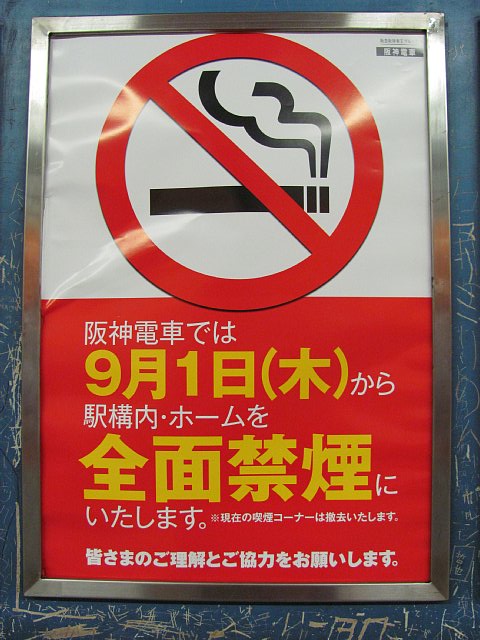 阪神電車
阪神電車では
9月1日(木)から
駅構内・ホームを
全面禁煙に
いたします。※現在の喫煙コーナーは撤去いたします。
皆さまのご理解とご協力をお願いします。